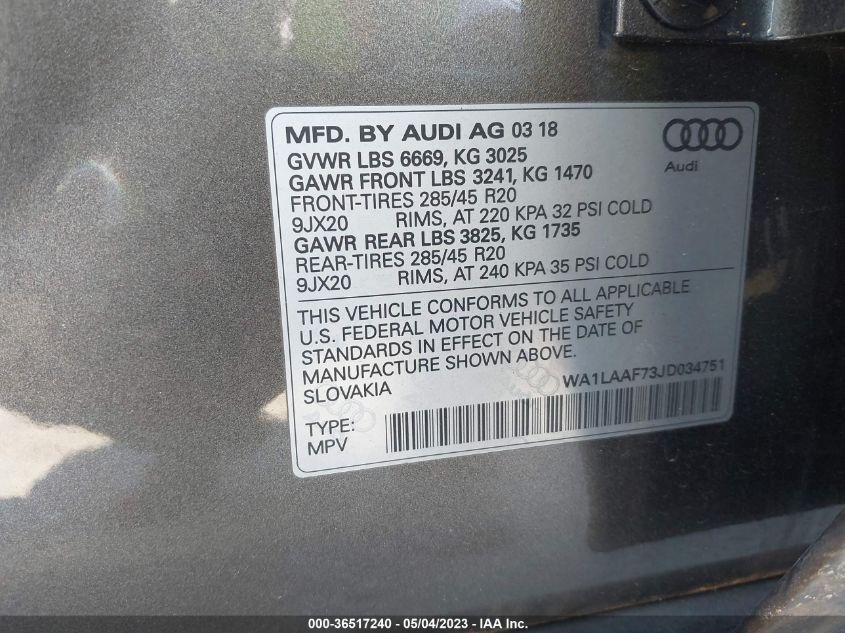 MFD. BY AUDI AG 03 18
Audi
GVWR LBS 6669, KG 3025
GAWR FRONT LBS 3241, KG 1470
FRONT-TIRES 285/45 R20
9JX20 RIMS, AT 220 KPA 32 PSI COLD
GAWR REAR LBS 3825, KG 1735
REAR-TIRES 285/45 R20
9JX20 RIMS, AT 240 KPA 35 PSI COLD
THIS VEHICLE CONFORMS TO ALL APPLICABLE
U.S. FEDERAL MOTOR VEHICLE SAFETY
STANDARDS IN EFFECT ON THE DATE OF
MANUFACTURE SHOWN ABOVE.
SLOVAKIA
WA1LAAF73JD034751
TYPE:
MPV
000-36517240 - 05/04/2023 - IAA Inc.